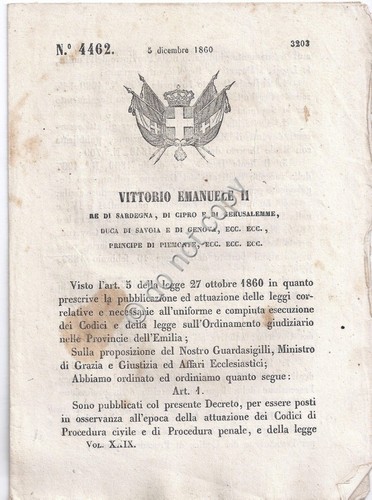 N.° 4462.
5 dicembre 1860
3203
VITTORIO EMANUELE II
RE DI SARDEGNA, DI CIPRO E DI GERUSALEMME,
DUCA DI SAVOIA E DI GENOVA, ECC. ECC.,
PRINCIPE DI PIEMONTE, ECC. ECC. ECC.
Visto l'art. 5 della legge 27 ottobre 1860 in quanto
prescrive la pubblicazione ed attuazione delle leggi cor-
relative e necessarie all'uniforme e compiuta esecuzione
dei Codici e della legge sull'Ordinamento giudiziario
nelle Provincie dell'Emilia;
Sulla proposizione del Nostro Guardasigilli, Ministro
di Grazia e Giustizia ed Affari Ecclesiastici;
Abbiamo ordinato ed ordiniamo quanto segue:
Art. 1.
Sono pubblicati col presente Decreto, per essere posti
in osservanza all'epoca della attuazione dei Codici di
Procedura civile e di Procedura penale, e della legge
VOL. XXIX.
do not copy